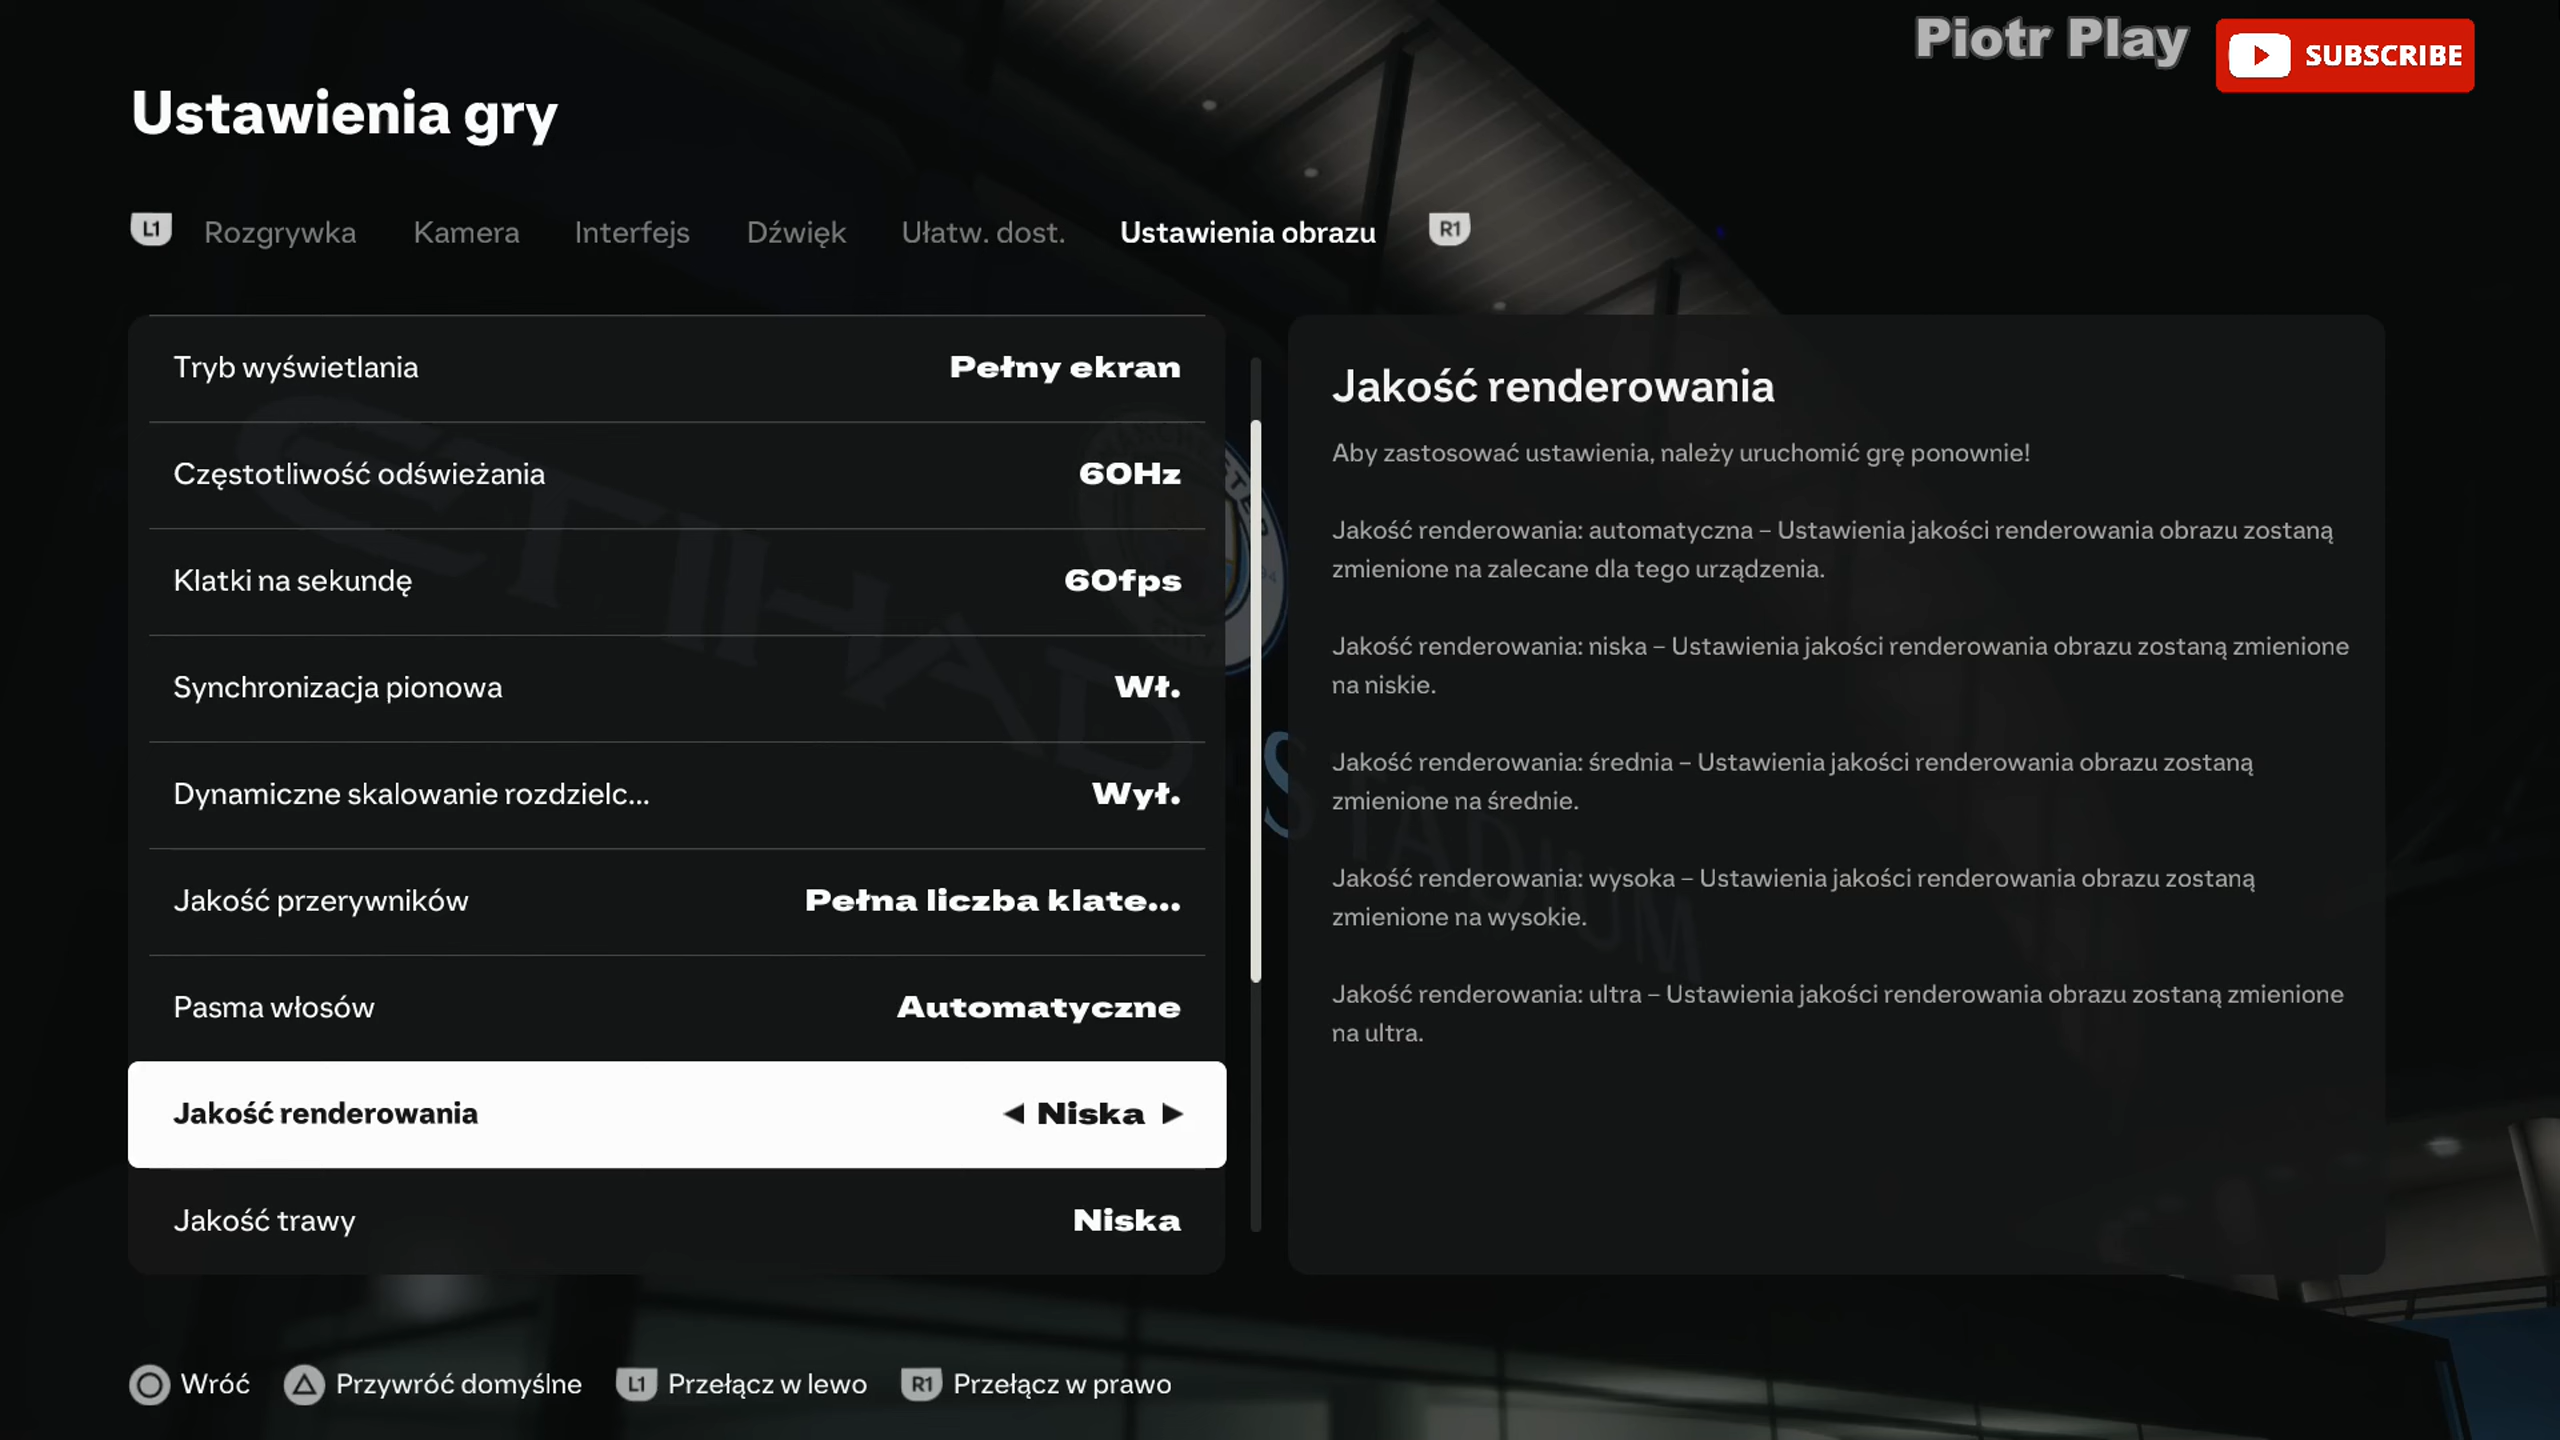 Piotr Play
SUBSCRIBE
Ustawienia gry
L1 Rozgrywka Kamera Interfejs Dźwięk Ułatw. dost. Ustawienia obrazu R1
Tryb wyświetlania Pełny ekran
Częstotliwość odświeżania 60Hz
Klatki na sekundę 60fps
Synchronizacja pionowa Wł.
Dynamiczne skalowanie rozdzielc... Wył.
Jakość przerywników Pełna liczba klate...
Pasma włosów Automatyczne
Jakość renderowania Niska
Jakość trawy Niska
Jakość renderowania
Aby zastosować ustawienia, należy uruchomić grę ponownie!
Jakość renderowania: automatyczna – Ustawienia jakości renderowania obrazu zostaną
zmienione na zalecane dla tego urządzenia.
Jakość renderowania: niska – Ustawienia jakości renderowania obrazu zostaną zmienione
na niskie.
Jakość renderowania: średnia – Ustawienia jakości renderowania obrazu zostaną
zmienione na średnie.
Jakość renderowania: wysoka – Ustawienia jakości renderowania obrazu zostaną
zmienione na wysokie.
Jakość renderowania: ultra – Ustawienia jakości renderowania obrazu zostaną zmienione
na ultra.
ETIHAD
STADIUM
Wróć Przywróć domyślne L1 Przełącz w lewo R1 Przełącz w prawo